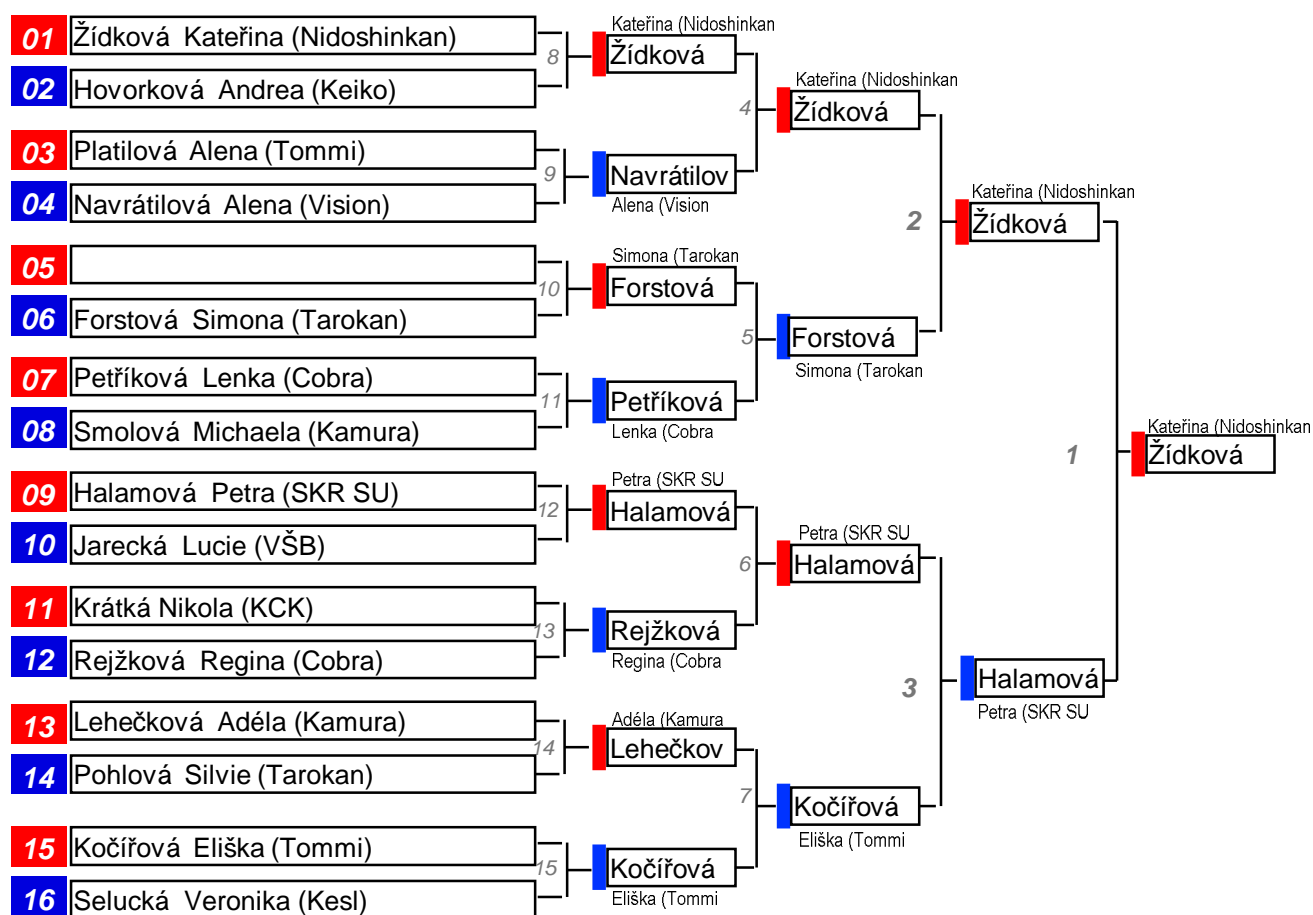 01 Žídková Kateřina (Nidoshinkan)
02 Hovorková Andrea (Keiko)
03 Platilová Alena (Tommi)
04 Navrátilová Alena (Vision)
05
06 Forstová Simona (Tarokan)
07 Petříková Lenka (Cobra)
08 Smolová Michaela (Kamura)
09 Halamová Petra (SKR SU)
10 Jarecká Lucie (VŠB)
11 Krátká Nikola (KCK)
12 Rejžková Regina (Cobra)
13 Lehečková Adéla (Kamura)
14 Pohlová Silvie (Tarokan)
15 Kočířová Eliška (Tommi)
16 Selucká Veronika (Kesl)
8
9
10
11
12
13
14
15
Kateřina (Nidoshinkan
Žídková
Navrátilov
Alena (Vision
Simona (Tarokan
Forstová
Petříková
Lenka (Cobra
Petra (SKR SU
Halamová
Rejžková
Regina (Cobra
Adéla (Kamura
Lehečkov
Kočířová
Eliška (Tommi
4
5
6
7
Kateřina (Nidoshinkan
Žídková
Forstová
Simona (Tarokan
Petra (SKR SU
Halamová
Kočířová
Eliška (Tommi
2
3
Kateřina (Nidoshinkan
Žídková
Halamová
Petra (SKR SU
1
Kateřina (Nidoshinkan
Žídková